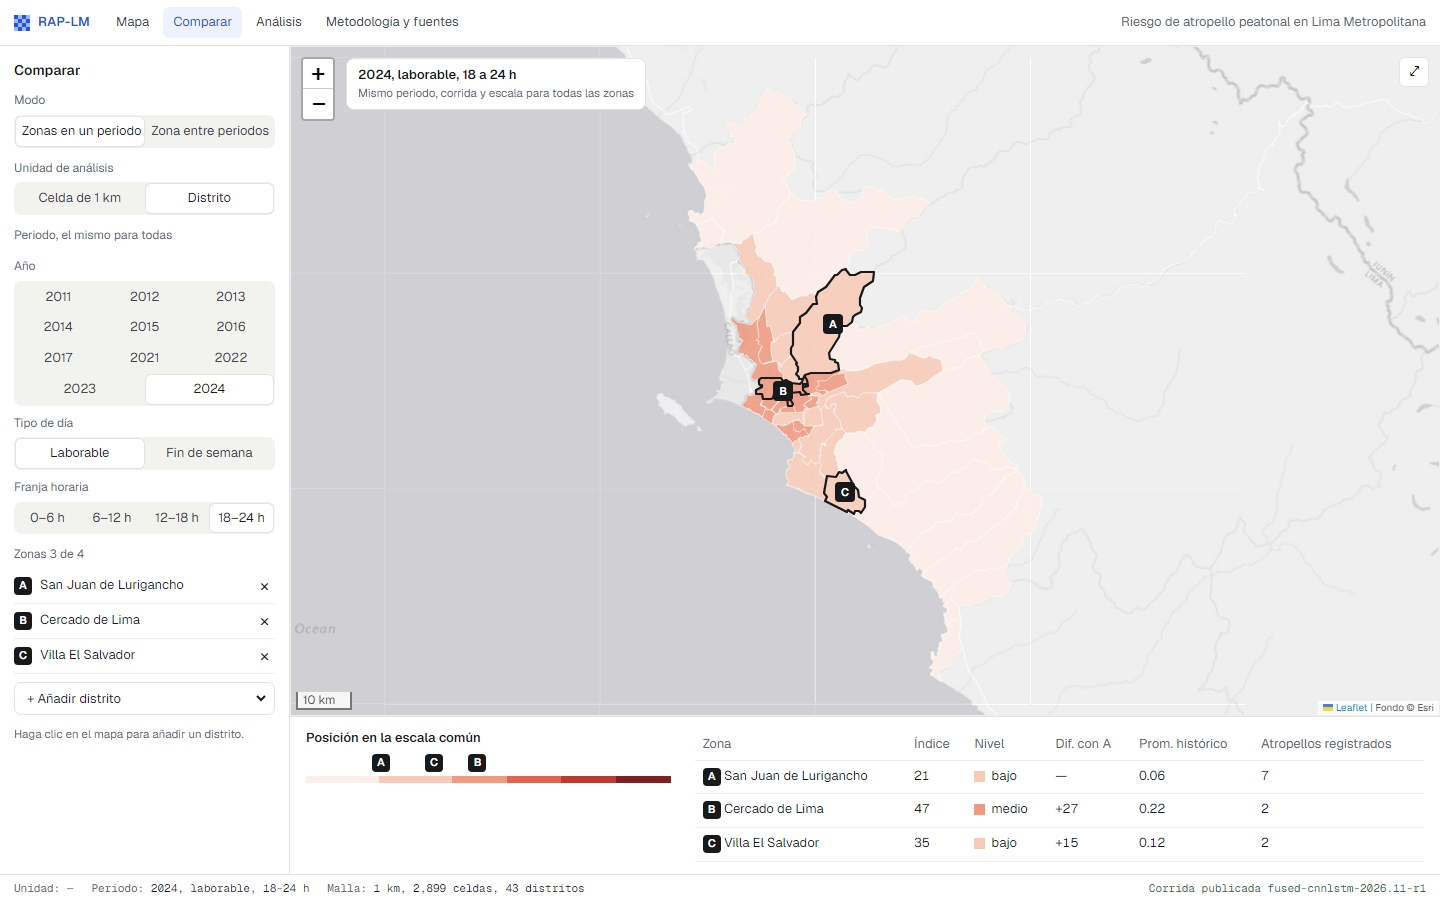 RAP-LM
Mapa
Comparar
Análisis
Metodología y fuentes
Riesgo de atropello peatonal en Lima Metropolitana
Comparar
Modo
Zonas en un periodo
Zona entre periodos
Unidad de análisis
Celda de 1 km
Distrito
Periodo, el mismo para todas
Año
2011 2012 2013
2014 2015 2016
2017 2021 2022
2023 2024
Tipo de día
Laborable
Fin de semana
Franja horaria
0–6 h 6–12 h 12–18 h 18–24 h
Zonas 3 de 4
A San Juan de Lurigancho ×
B Cercado de Lima ×
C Villa El Salvador ×
+ Añadir distrito
Haga clic en el mapa para añadir un distrito.
+
−
2024, laborable, 18 a 24 h
Mismo periodo, corrida y escala para todas las zonas
JUNIN
LIMA
CALLAO
A
B
C
Ocean
10 km
Leaflet | Fondo © Esri
Posición en la escala común
A C B
Zona Índice Nivel Dif. con A Prom. histórico Atropellos registrados
A San Juan de Lurigancho 21 bajo — 0.06 7
B Cercado de Lima 47 medio +27 0.22 2
C Villa El Salvador 35 bajo +15 0.12 2
Unidad: — Periodo: 2024, laborable, 18–24 h Malla: 1 km, 2,899 celdas, 43 distritos
Corrida publicada fused-cnnlstm-2026.11-r1